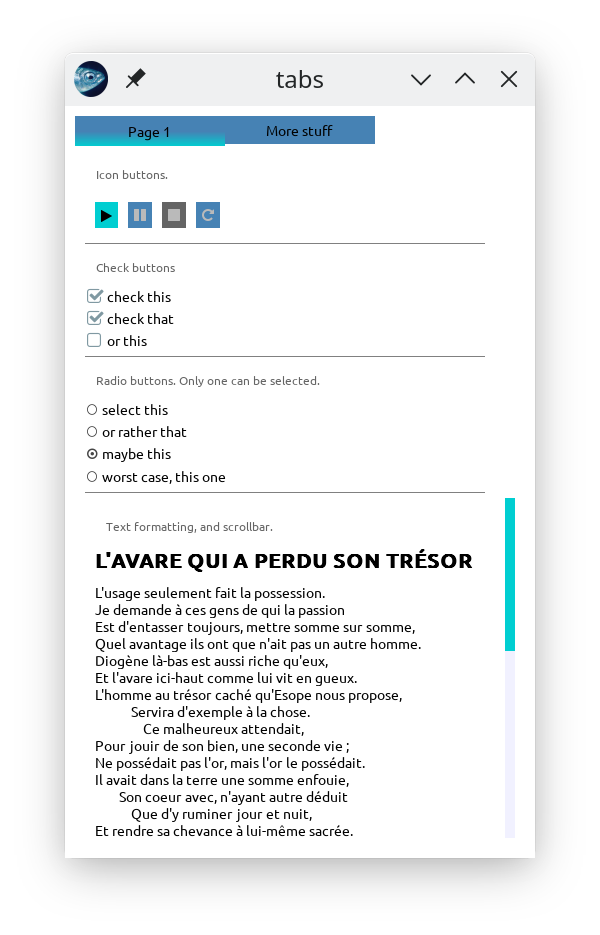 tabs
Page 1
More stuff
Icon buttons.
Check buttons
check this
check that
or this
Radio buttons. Only one can be selected.
select this
or rather that
maybe this
worst case, this one
Text formatting, and scrollbar.
L'AVARE QUI A PERDU SON TRÉSOR
L'usage seulement fait la possession.
Je demande à ces gens de qui la passion
Est d'entasser toujours, mettre somme sur somme,
Quel avantage ils ont que n'ait pas un autre homme.
Diogène là-bas est aussi riche qu'eux,
Et l'avare ici-haut comme lui vit en gueux.
L'homme au trésor caché qu'Esope nous propose,
Servira d'exemple à la chose.
Ce malheureux attendait,
Pour jouir de son bien, une seconde vie ;
Ne possédait pas l'or, mais l'or le possédait.
Il avait dans la terre une somme enfouie,
Son coeur avec, n'ayant autre déduit
Que d'y ruminer jour et nuit,
Et rendre sa chevance à lui-même sacrée.